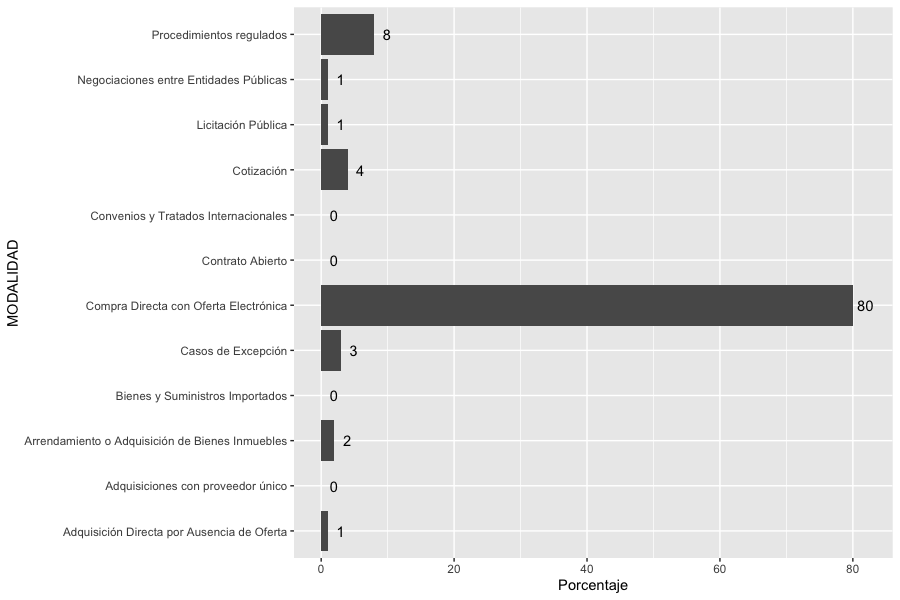 MODALIDAD
Procedimientos regulados 8
Negociaciones entre Entidades Públicas 1
Licitación Pública 1
Cotización 4
Convenios y Tratados Internacionales 0
Contrato Abierto 0
Compra Directa con Oferta Electrónica 80
Casos de Excepción 3
Bienes y Suministros Importados 0
Arrendamiento o Adquisición de Bienes Inmuebles 2
Adquisiciones con proveedor único 0
Adquisición Directa por Ausencia de Oferta 1
0 20 40 60 80
Porcentaje